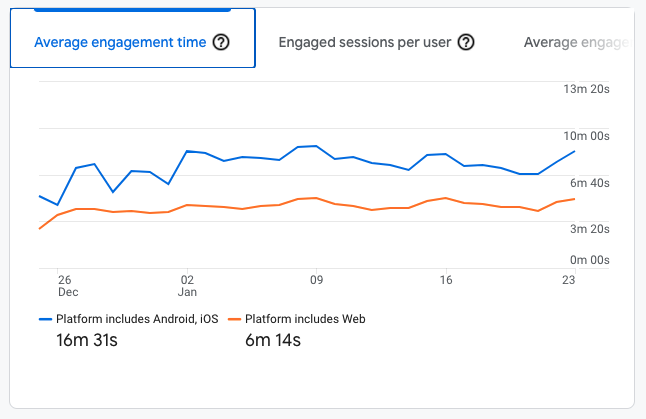 Average engagement time ? Engaged sessions per user ? Average engage
13m 20s
10m 00s
6m 40s
3m 20s
0m 00s
26 02 09 16 23
Dec Jan
Platform includes Android, iOS Platform includes Web
16m 31s 6m 14s